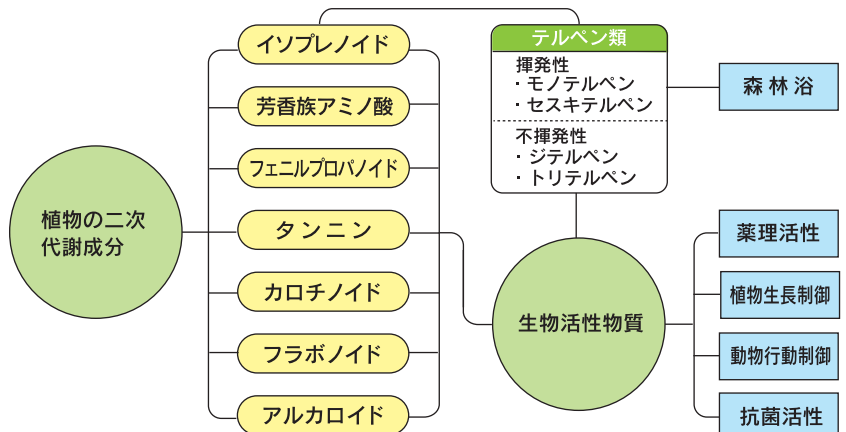 植物の二次
代謝成分
イソプレノイド
芳香族アミノ酸
フェニルプロパノイド
タンニン
カロチノイド
フラボノイド
アルカロイド
テルペン類
揮発性
・モノテルペン
・セスキテルペン
不揮発性
・ジテルペン
・トリテルペン
森林浴
生物活性物質
薬理活性
植物生長制御
動物行動制御
抗菌活性